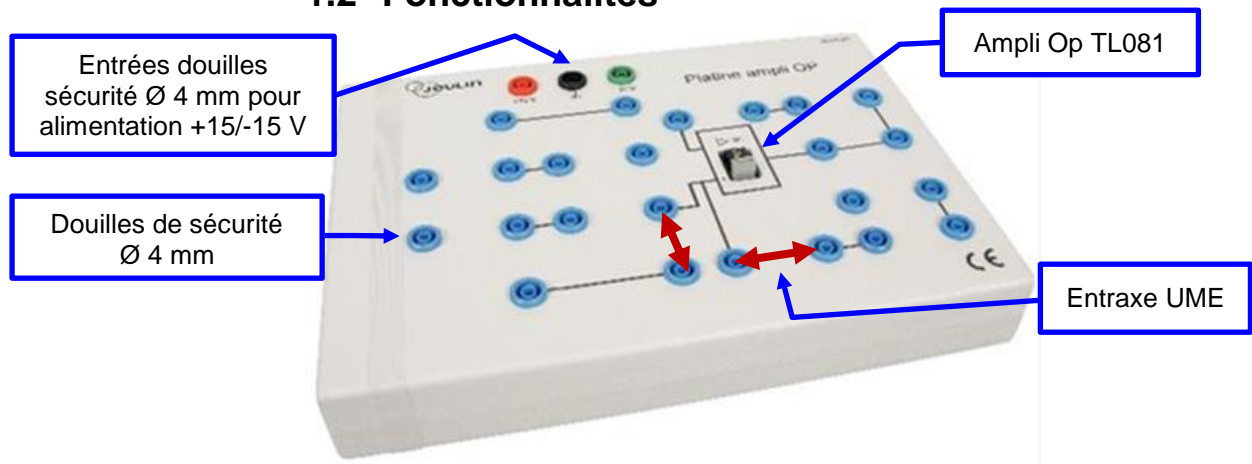 1.2 Fonctionnalités
Entrées douilles
sécurité Ø 4 mm pour
alimentation +15/-15 V
Ampli Op TL081
Joulin
Platine ampli OP
Douilles de sécurité
Ø 4 mm
CE
Entraxe UME